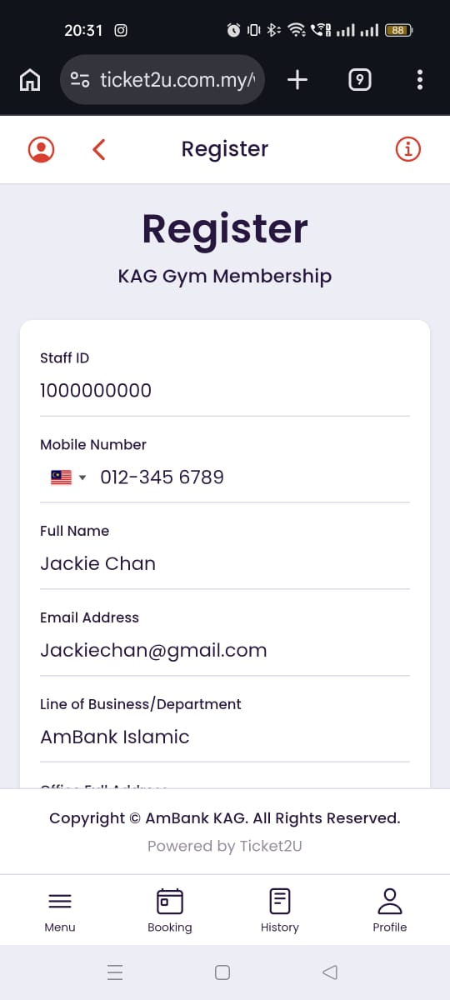 20:31
88
ticket2u.com.my/
9
Register
Register
KAG Gym Membership
Staff ID
1000000000
Mobile Number
012-345 6789
Full Name
Jackie Chan
Email Address
Jackiechan@gmail.com
Line of Business/Department
AmBank Islamic
Copyright © AmBank KAG. All Rights Reserved.
Powered by Ticket2U
Menu
Booking
History
Profile